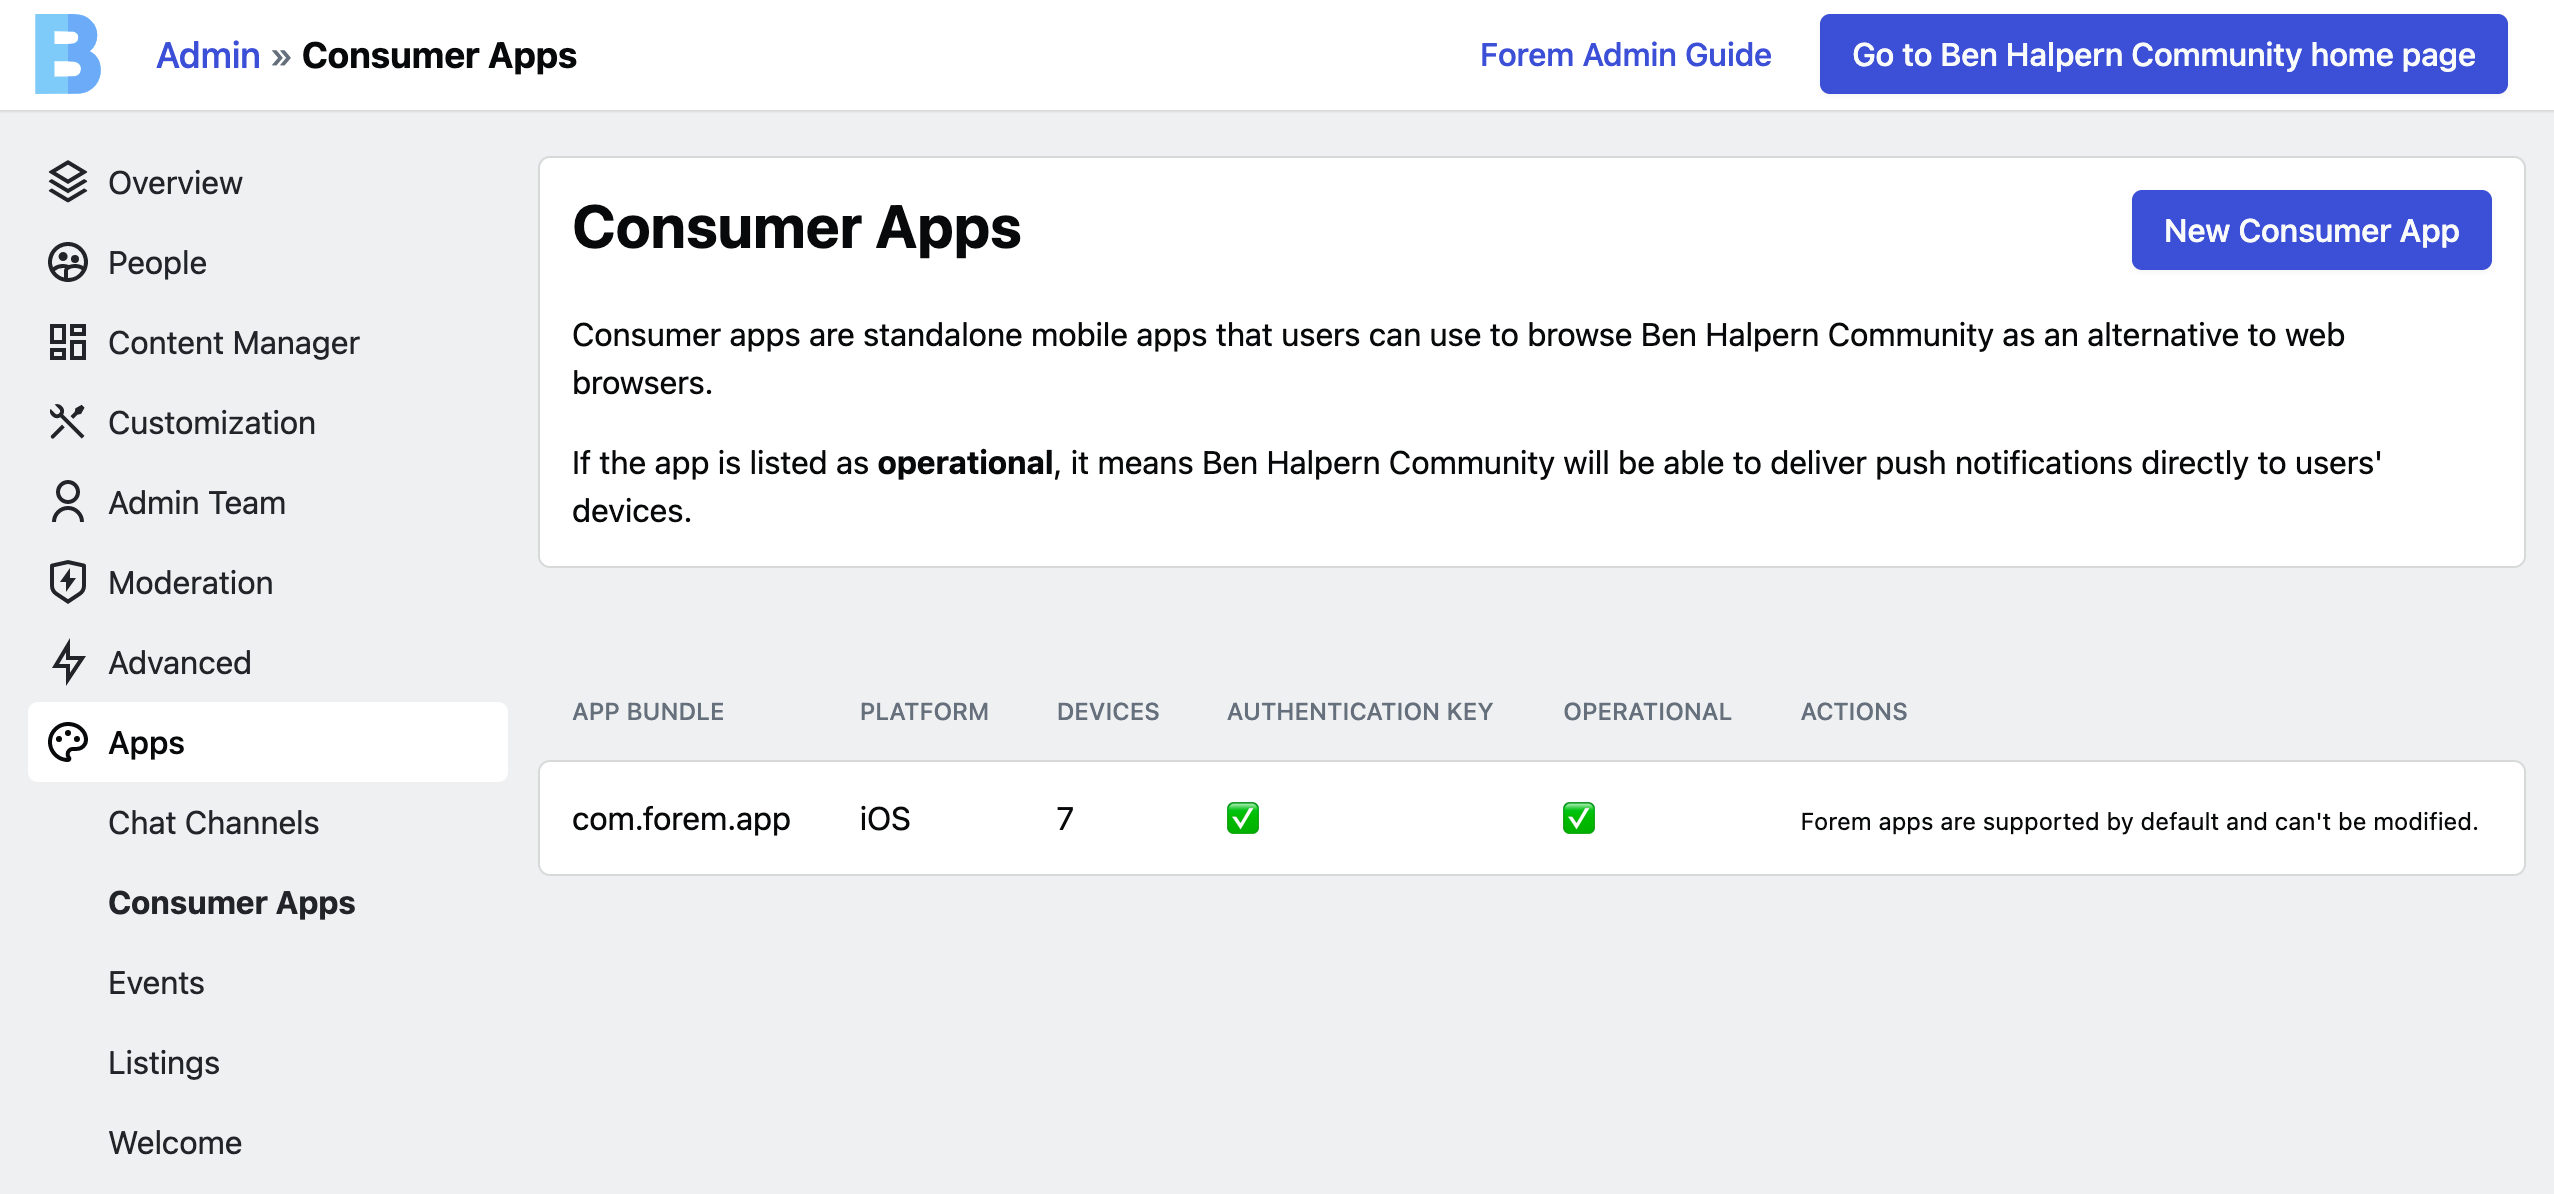 B
Admin » Consumer Apps
Forem Admin Guide
Go to Ben Halpern Community home page
Overview
People
Content Manager
Customization
Admin Team
Moderation
Advanced
Apps
Chat Channels
Consumer Apps
Events
Listings
Welcome
Consumer Apps
New Consumer App
Consumer apps are standalone mobile apps that users can use to browse Ben Halpern Community as an alternative to web
browsers.
If the app is listed as operational, it means Ben Halpern Community will be able to deliver push notifications directly to users'
devices.
APP BUNDLE PLATFORM DEVICES AUTHENTICATION KEY OPERATIONAL ACTIONS
com.forem.app iOS 7 ✅ ✅ Forem apps are supported by default and can't be modified.